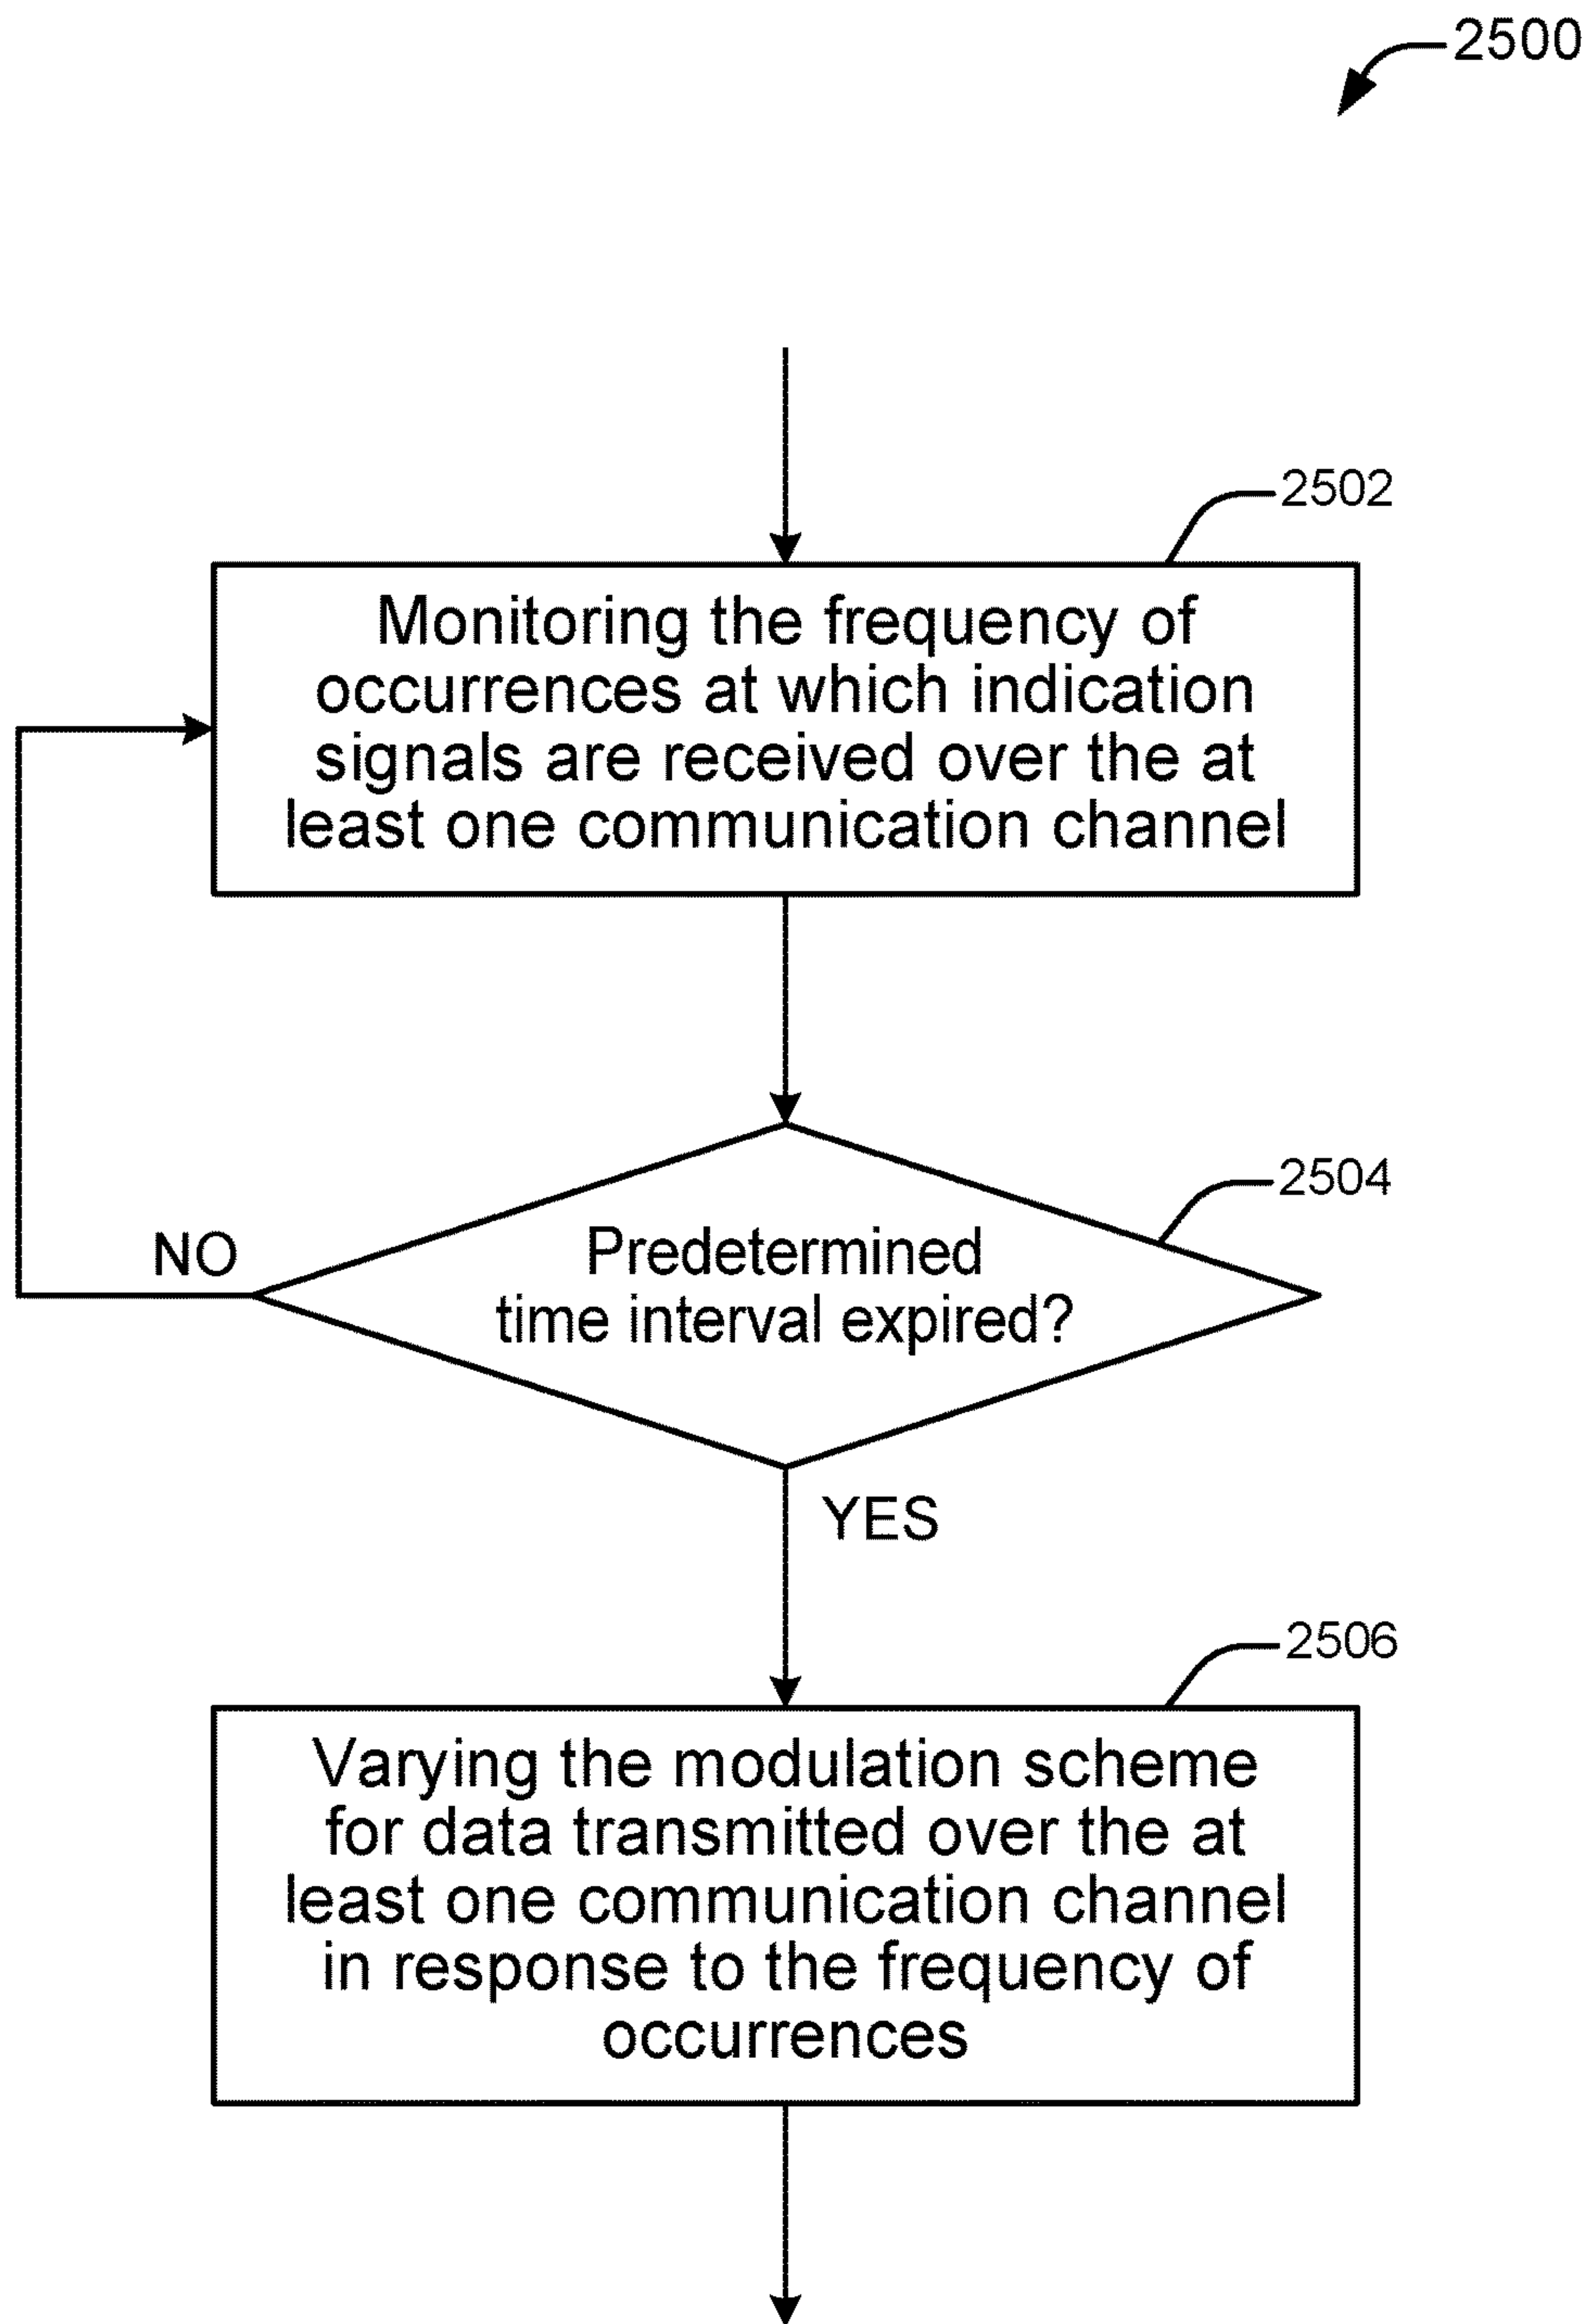 2500
2502
Monitoring the frequency of
occurrences at which indication
signals are received over the at
least one communication channel
2504
NO
Predetermined
time interval expired?
YES
2506
Varying the modulation scheme
for data transmitted over the at
least one communication channel
in response to the frequency of
occurrences